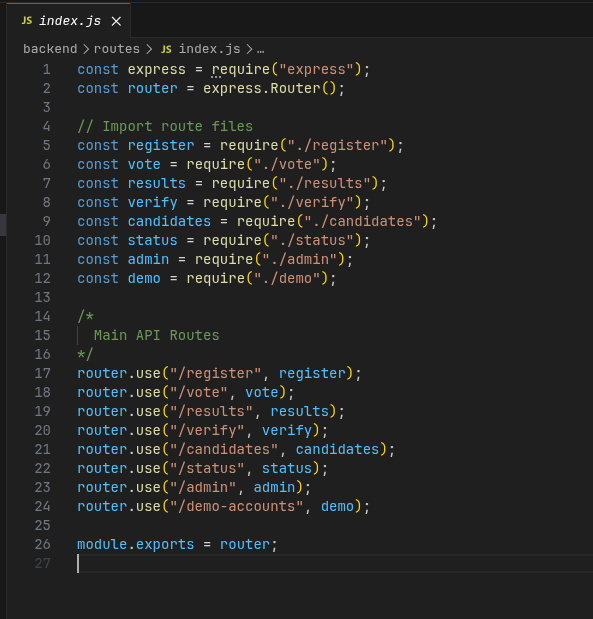 JS index.js ×
backend > routes > JS index.js > …
1 const express = require("express");
2 const router = express.Router();
3
4 // Import route files
5 const register = require("./register");
6 const vote = require("./vote");
7 const results = require("./results");
8 const verify = require("./verify");
9 const candidates = require("./candidates");
10 const status = require("./status");
11 const admin = require("./admin");
12 const demo = require("./demo");
13
14 /*
15   Main API Routes
16 */
17 router.use("/register", register);
18 router.use("/vote", vote);
19 router.use("/results", results);
20 router.use("/verify", verify);
21 router.use("/candidates", candidates);
22 router.use("/status", status);
23 router.use("/admin", admin);
24 router.use("/demo-accounts", demo);
25
26 module.exports = router;
27